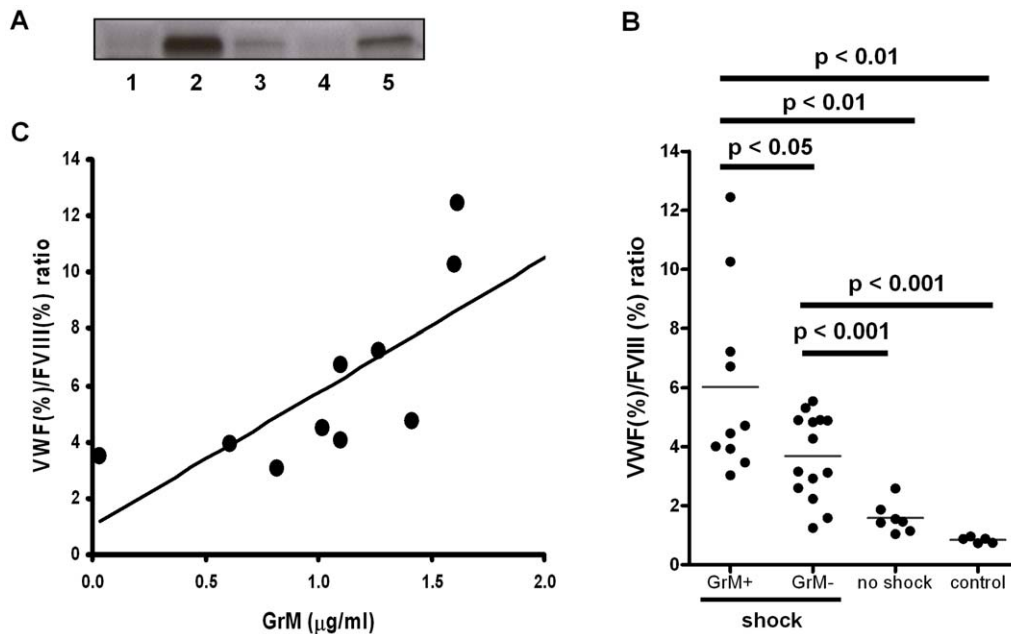 A
1 2 3 4 5
B
p < 0.01
p < 0.01
p < 0.05
p < 0.001
p < 0.001
14
12
10
8
6
4
2
0
VWF(%)/FVIII (%) ratio
GrM+ GrM- no shock control
shock
C
14
12
10
8
6
4
2
0
VWF(%)/FVIII(%) ratio
0.0 0.5 1.0 1.5 2.0
GrM (µg/ml)